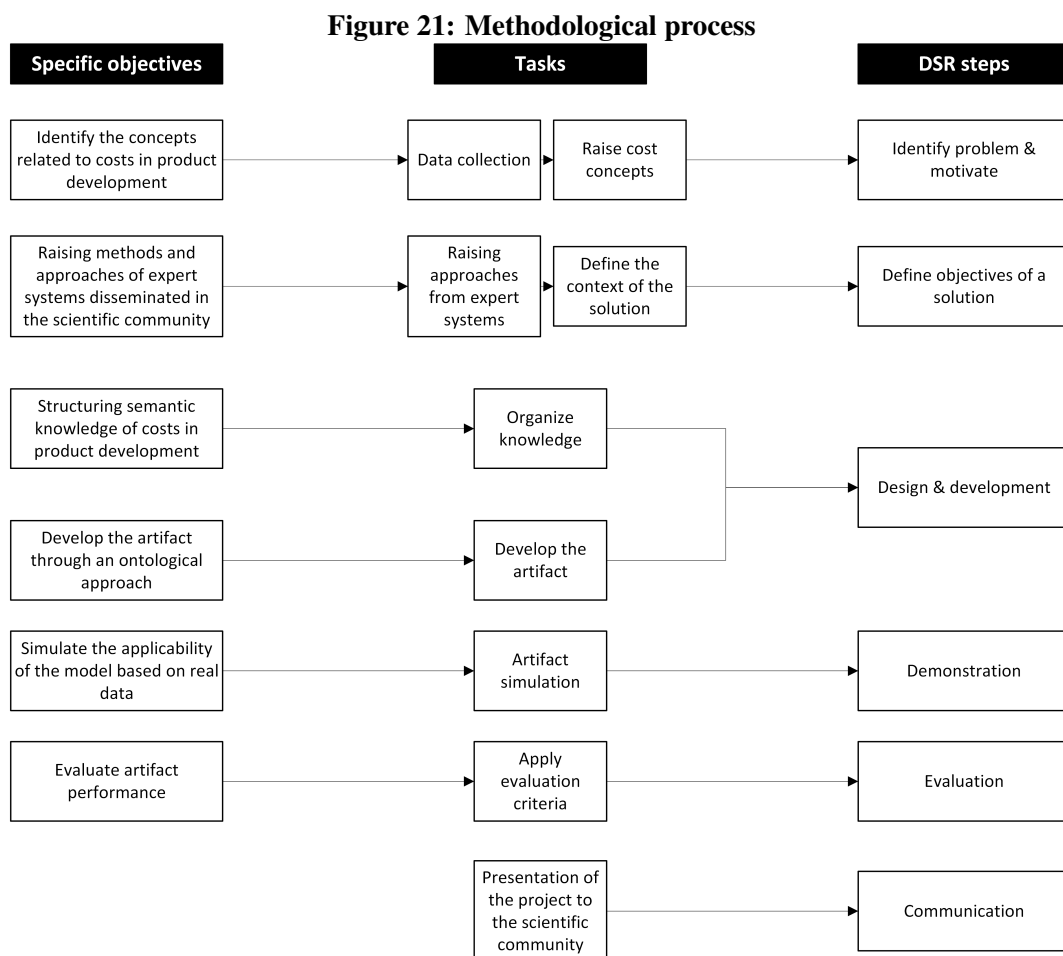 Figure 21: Methodological process
Specific objectives
Tasks
DSR steps
Identify the concepts
related to costs in product
development
Data collection
Raise cost
concepts
Identify problem &
motivate
Raising methods and
approaches of expert
systems disseminated in
the scientific community
Raising
approaches
from expert
systems
Define the
context of the
solution
Define objectives of a
solution
Structuring semantic
knowledge of costs in
product development
Organize
knowledge
Design & development
Develop the artifact
through an ontological
approach
Develop the
artifact
Simulate the applicability
of the model based on real
data
Artifact
simulation
Demonstration
Evaluate artifact
performance
Apply
evaluation
criteria
Evaluation
Presentation of
the project to
the scientific
community
Communication